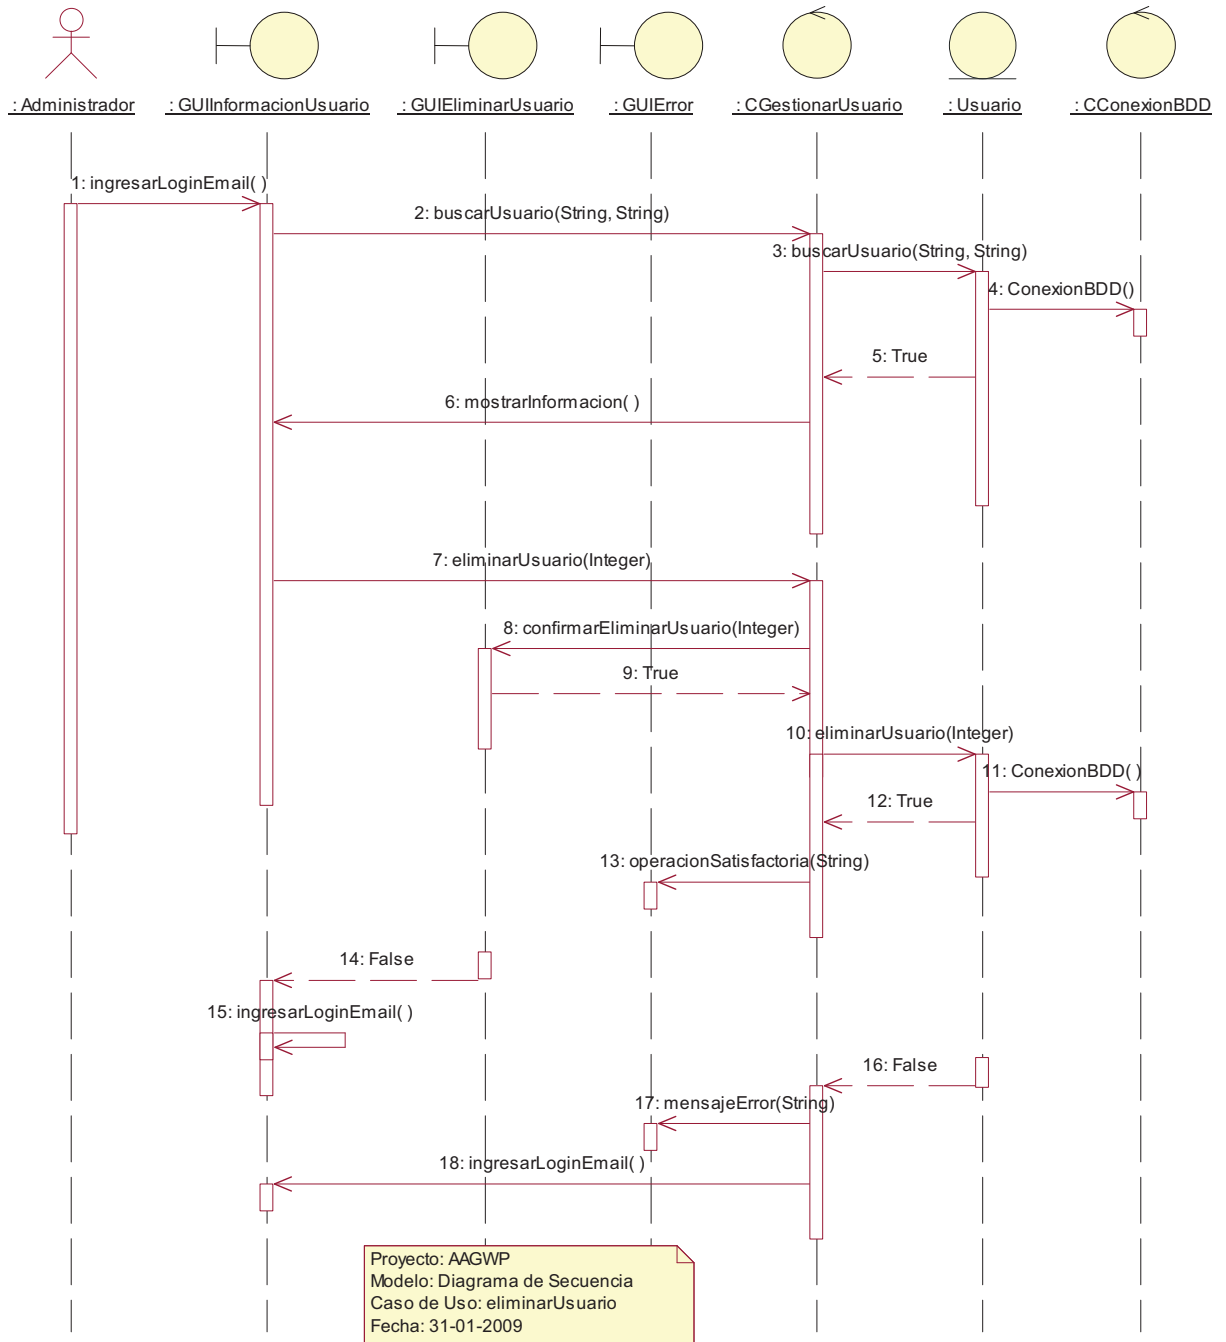 : Administrador
: GUIInformacionUsuario
: GUIEliminarUsuario
: GUIError
: CGestionarUsuario
: Usuario
: CConexionBDD
1: ingresarLoginEmail( )
2: buscarUsuario(String, String)
3: buscarUsuario(String, String)
4: ConexionBDD()
5: True
6: mostrarInformacion( )
7: eliminarUsuario(Integer)
8: confirmarEliminarUsuario(Integer)
9: True
10: eliminarUsuario(Integer)
11: ConexionBDD( )
12: True
13: operacionSatisfactoria(String)
14: False
15: ingresarLoginEmail( )
16: False
17: mensajeError(String)
18: ingresarLoginEmail( )
Proyecto: AAGWP
Modelo: Diagrama de Secuencia
Caso de Uso: eliminarUsuario
Fecha: 31-01-2009